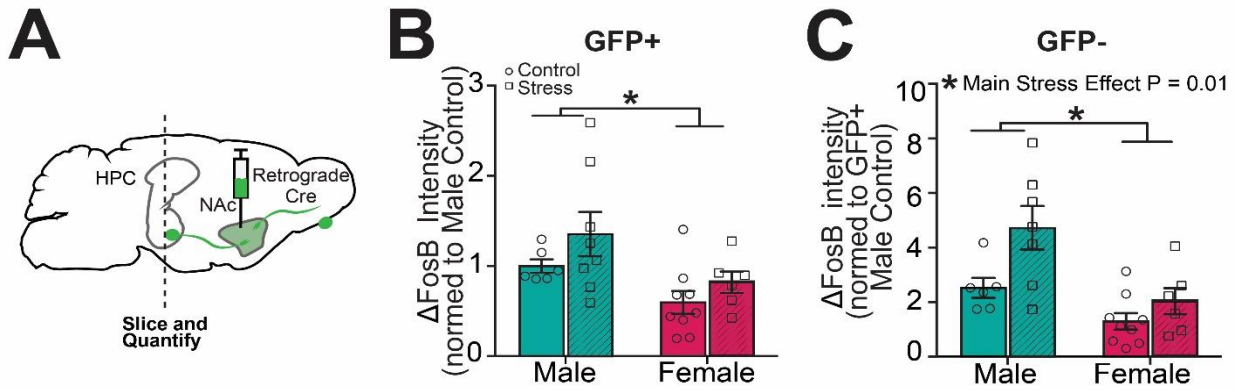 A
HPC
NAc
Retrograde
Cre
Slice and
Quantify
B
GFP+
○ Control
□ Stress
*
ΔFosB Intensity
(normed to Male Control)
3
2
1
0
Male Female
C
GFP-
* Main Stress Effect P = 0.01
*
ΔFosB intensity
(normed to GFP+
Male Control)
10
8
6
4
2
0
Male Female